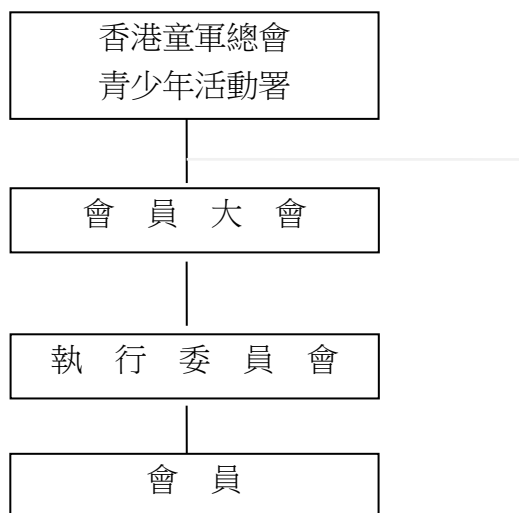 香港童軍總會
青少年活動署
會 員 大 會
執 行 委 員 會
會 員